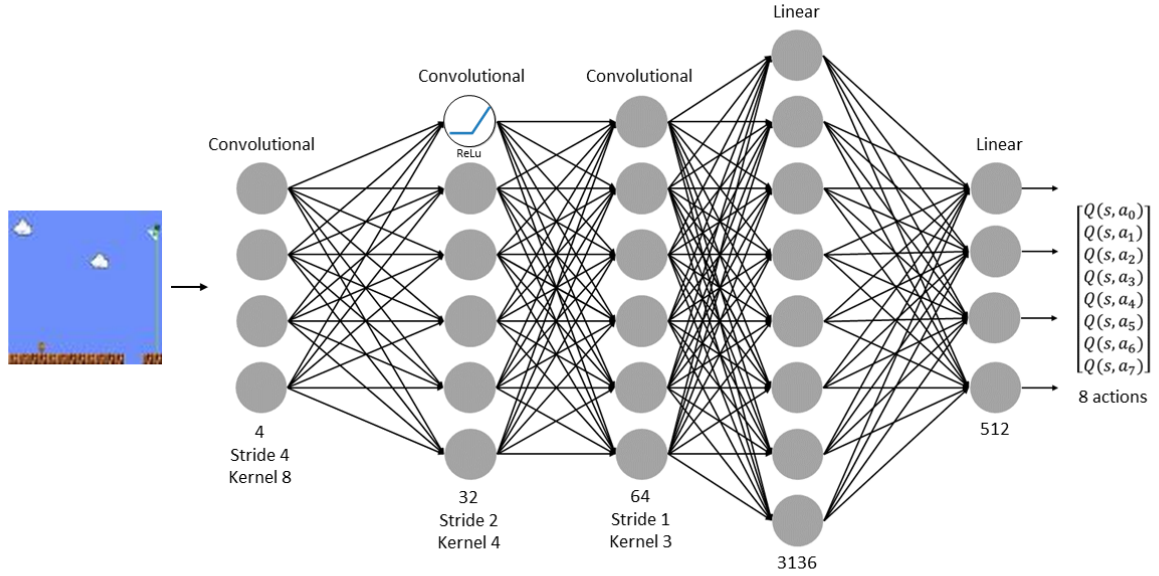 Linear
Convolutional
Convolutional
Convolutional
Linear
ReLu
4
Stride 4
Kernel 8
32
Stride 2
Kernel 4
64
Stride 1
Kernel 3
3136
512
Q(s, a₀)
Q(s, a₁)
Q(s, a₂)
Q(s, a₃)
Q(s, a₄)
Q(s, a₅)
Q(s, a₆)
Q(s, a₇)
8 actions